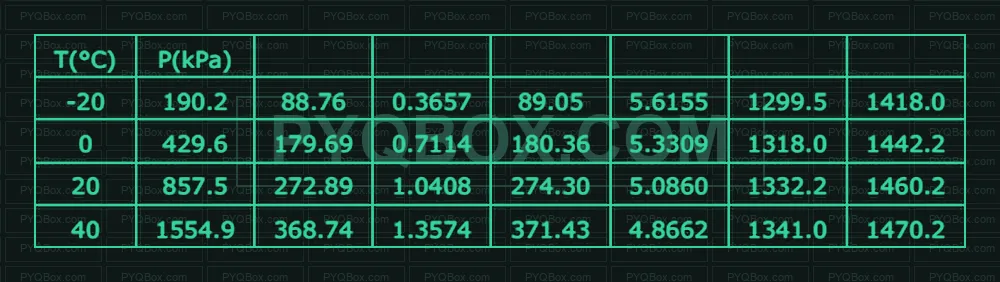 T(°C) P(kPa)
-20 190.2 88.76 0.3657 89.05 5.6155 1299.5 1418.0
0 429.6 179.69 0.7114 180.36 5.3309 1318.0 1442.2
20 857.5 272.89 1.0408 274.30 5.0860 1332.2 1460.2
40 1554.9 368.74 1.3574 371.43 4.8662 1341.0 1470.2
PYQBOX.COM